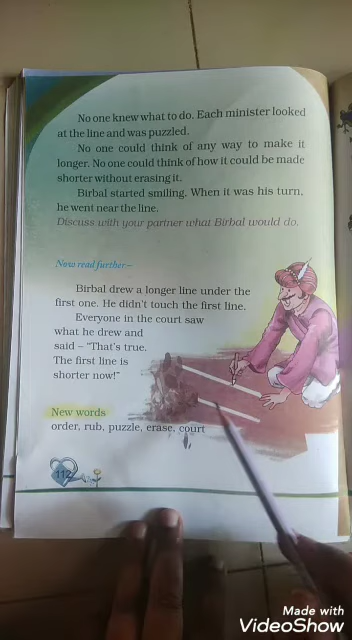 No one knew what to do. Each minister looked
at the line and was puzzled.
No one could think of any way to make it
longer. No one could think of how it could be made
shorter without erasing it.
Birbal started smiling. When it was his turn,
he went near the line.
Discuss with your partner what Birbal would do.
Now read further–
Birbal drew a longer line under the
first one. He didn't touch the first line.
Everyone in the court saw
what he drew and
said – "That's true.
The first line is
shorter now!"
New words
order, rub, puzzle, erase, court
112
Made with
VideoShow